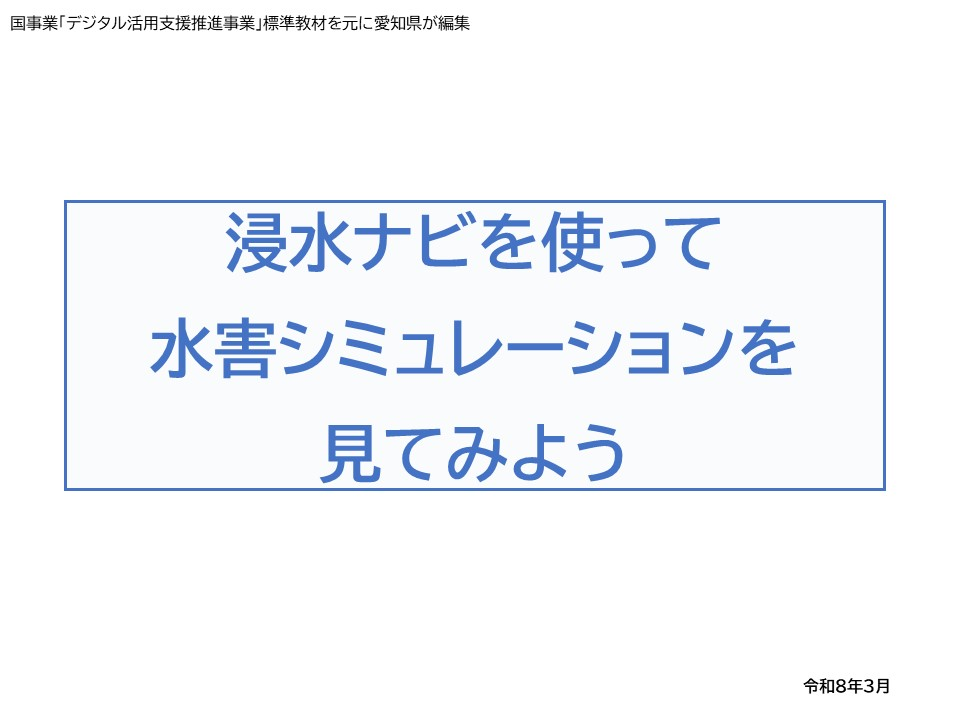 国事業「デジタル活用支援推進事業」標準教材を元に愛知県が編集
浸水ナビを使って
水害シミュレーションを
見てみよう
令和8年3月